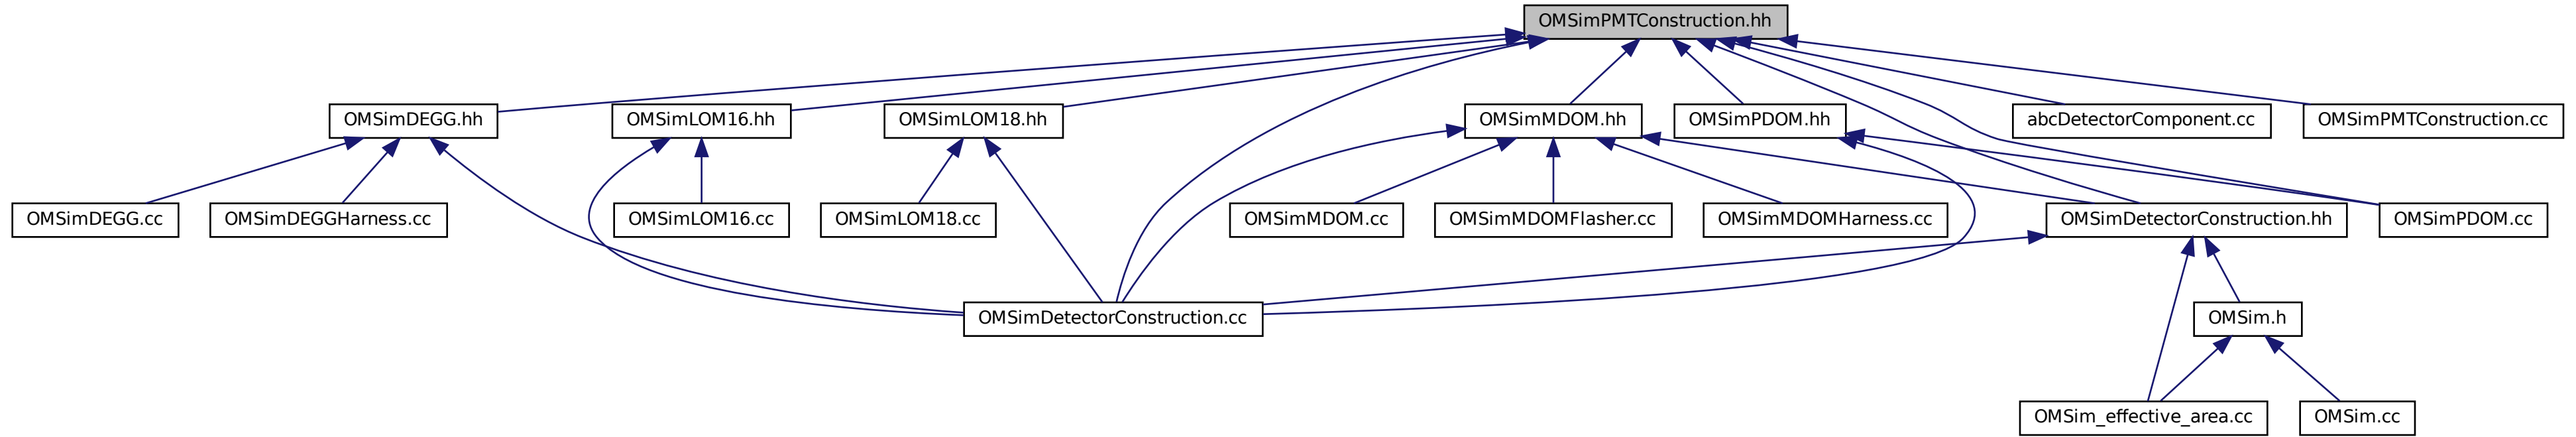 OMSimPMTConstruction.hh
OMSimDEGG.hh
OMSimLOM16.hh
OMSimLOM18.hh
OMSimMDOM.hh
OMSimPDOM.hh
abcDetectorComponent.cc
OMSimPMTConstruction.cc
OMSimDEGG.cc
OMSimDEGGHarness.cc
OMSimLOM16.cc
OMSimLOM18.cc
OMSimMDOM.cc
OMSimMDOMFlasher.cc
OMSimMDOMHarness.cc
OMSimDetectorConstruction.hh
OMSimPDOM.cc
OMSimDetectorConstruction.cc
OMSim.h
OMSim_effective_area.cc
OMSim.cc